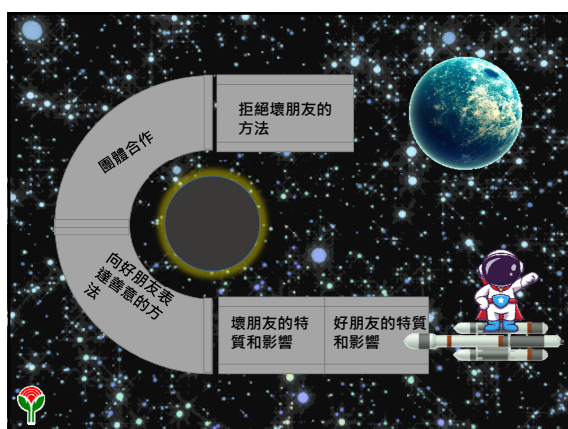 拒絕壞朋友的
方法
團體合作
向好朋友表
達善意的方
法
壞朋友的特
質和影響
好朋友的特質
和影響